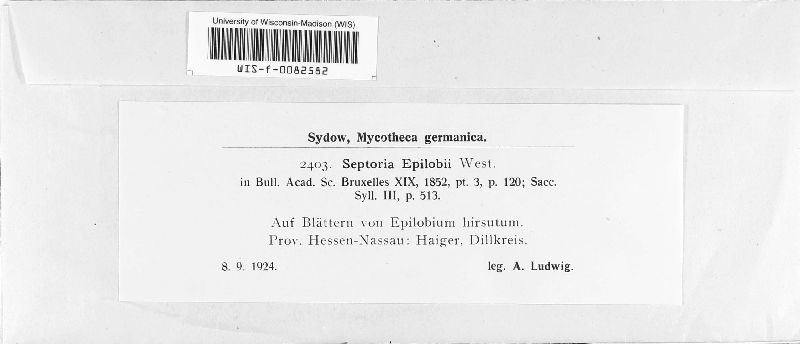 University of Wisconsin-Madison (WIS)
WIS-f-0082582
Sydow, Mycotheca germanica.
2403. Septoria Epilobii West.
in Bull. Acad. Sc. Bruxelles XIX, 1852, pt. 3, p. 120; Sacc.
Syll. III, p. 513.
Auf Blättern von Epilobium hirsutum.
Prov. Hessen-Nassau: Haiger, Dillkreis.
8. 9. 1924. leg. A. Ludwig.